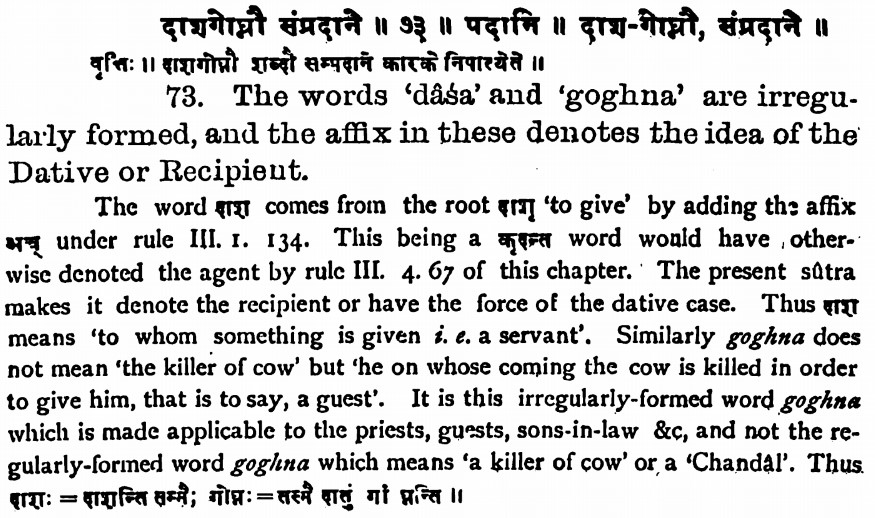 दाशगोघ्नौ संप्रदाने ॥ ७३ ॥ पदानि ॥ दाश-गोघ्नौ, संप्रदाने ॥
वृत्तिः ॥ दाशगोघ्नौ शब्दौ सम्पदाने कारके निपात्येते ॥
73. The words ‘dâśa’ and ‘goghna’ are irregu-
larly formed, and the affix in these denotes the idea of the
Dative or Recipient.
The word दाश comes from the root दाशृ ‘to give’ by adding the affix
अच् under rule III. 1. 134. This being a कृदन्त word would have other-
wise denoted the agent by rule III. 4. 67 of this chapter. The present sûtra
makes it denote the recipient or have the force of the dative case. Thus दाश
means ‘to whom something is given i. e. a servant’. Similarly goghna does
not mean ‘the killer of cow’ but ‘he on whose coming the cow is killed in order
to give him, that is to say, a guest’. It is this irregularly-formed word goghna
which is made applicable to the priests, guests, sons-in-law &c, and not the re-
gularly-formed word goghna which means ‘a killer of cow’ or a ‘Chandâl’. Thus
दाशः = दाशन्ति तस्मै; गोघ्नः = तस्मै दातुं गां घ्नन्ति ॥